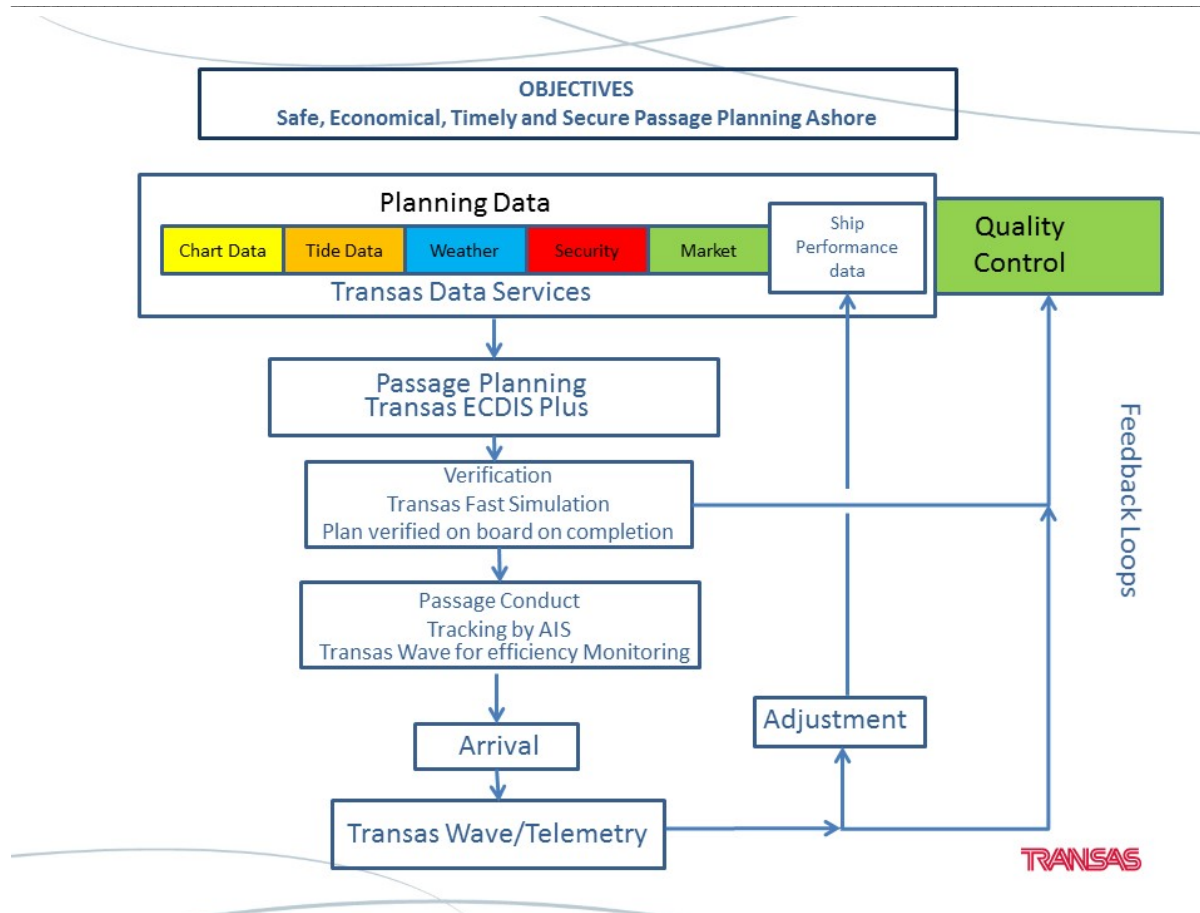 OBJECTIVES
Safe, Economical, Timely and Secure Passage Planning Ashore
Planning Data
Chart Data
Tide Data
Weather
Security
Market
Ship
Performance
data
Transas Data Services
Quality
Control
Passage Planning
Transas ECDIS Plus
Verification
Transas Fast Simulation
Plan verified on board on completion
Feedback Loops
Passage Conduct
Tracking by AIS
Transas Wave for efficiency Monitoring
Adjustment
Arrival
Transas Wave/Telemetry
TRANSAS